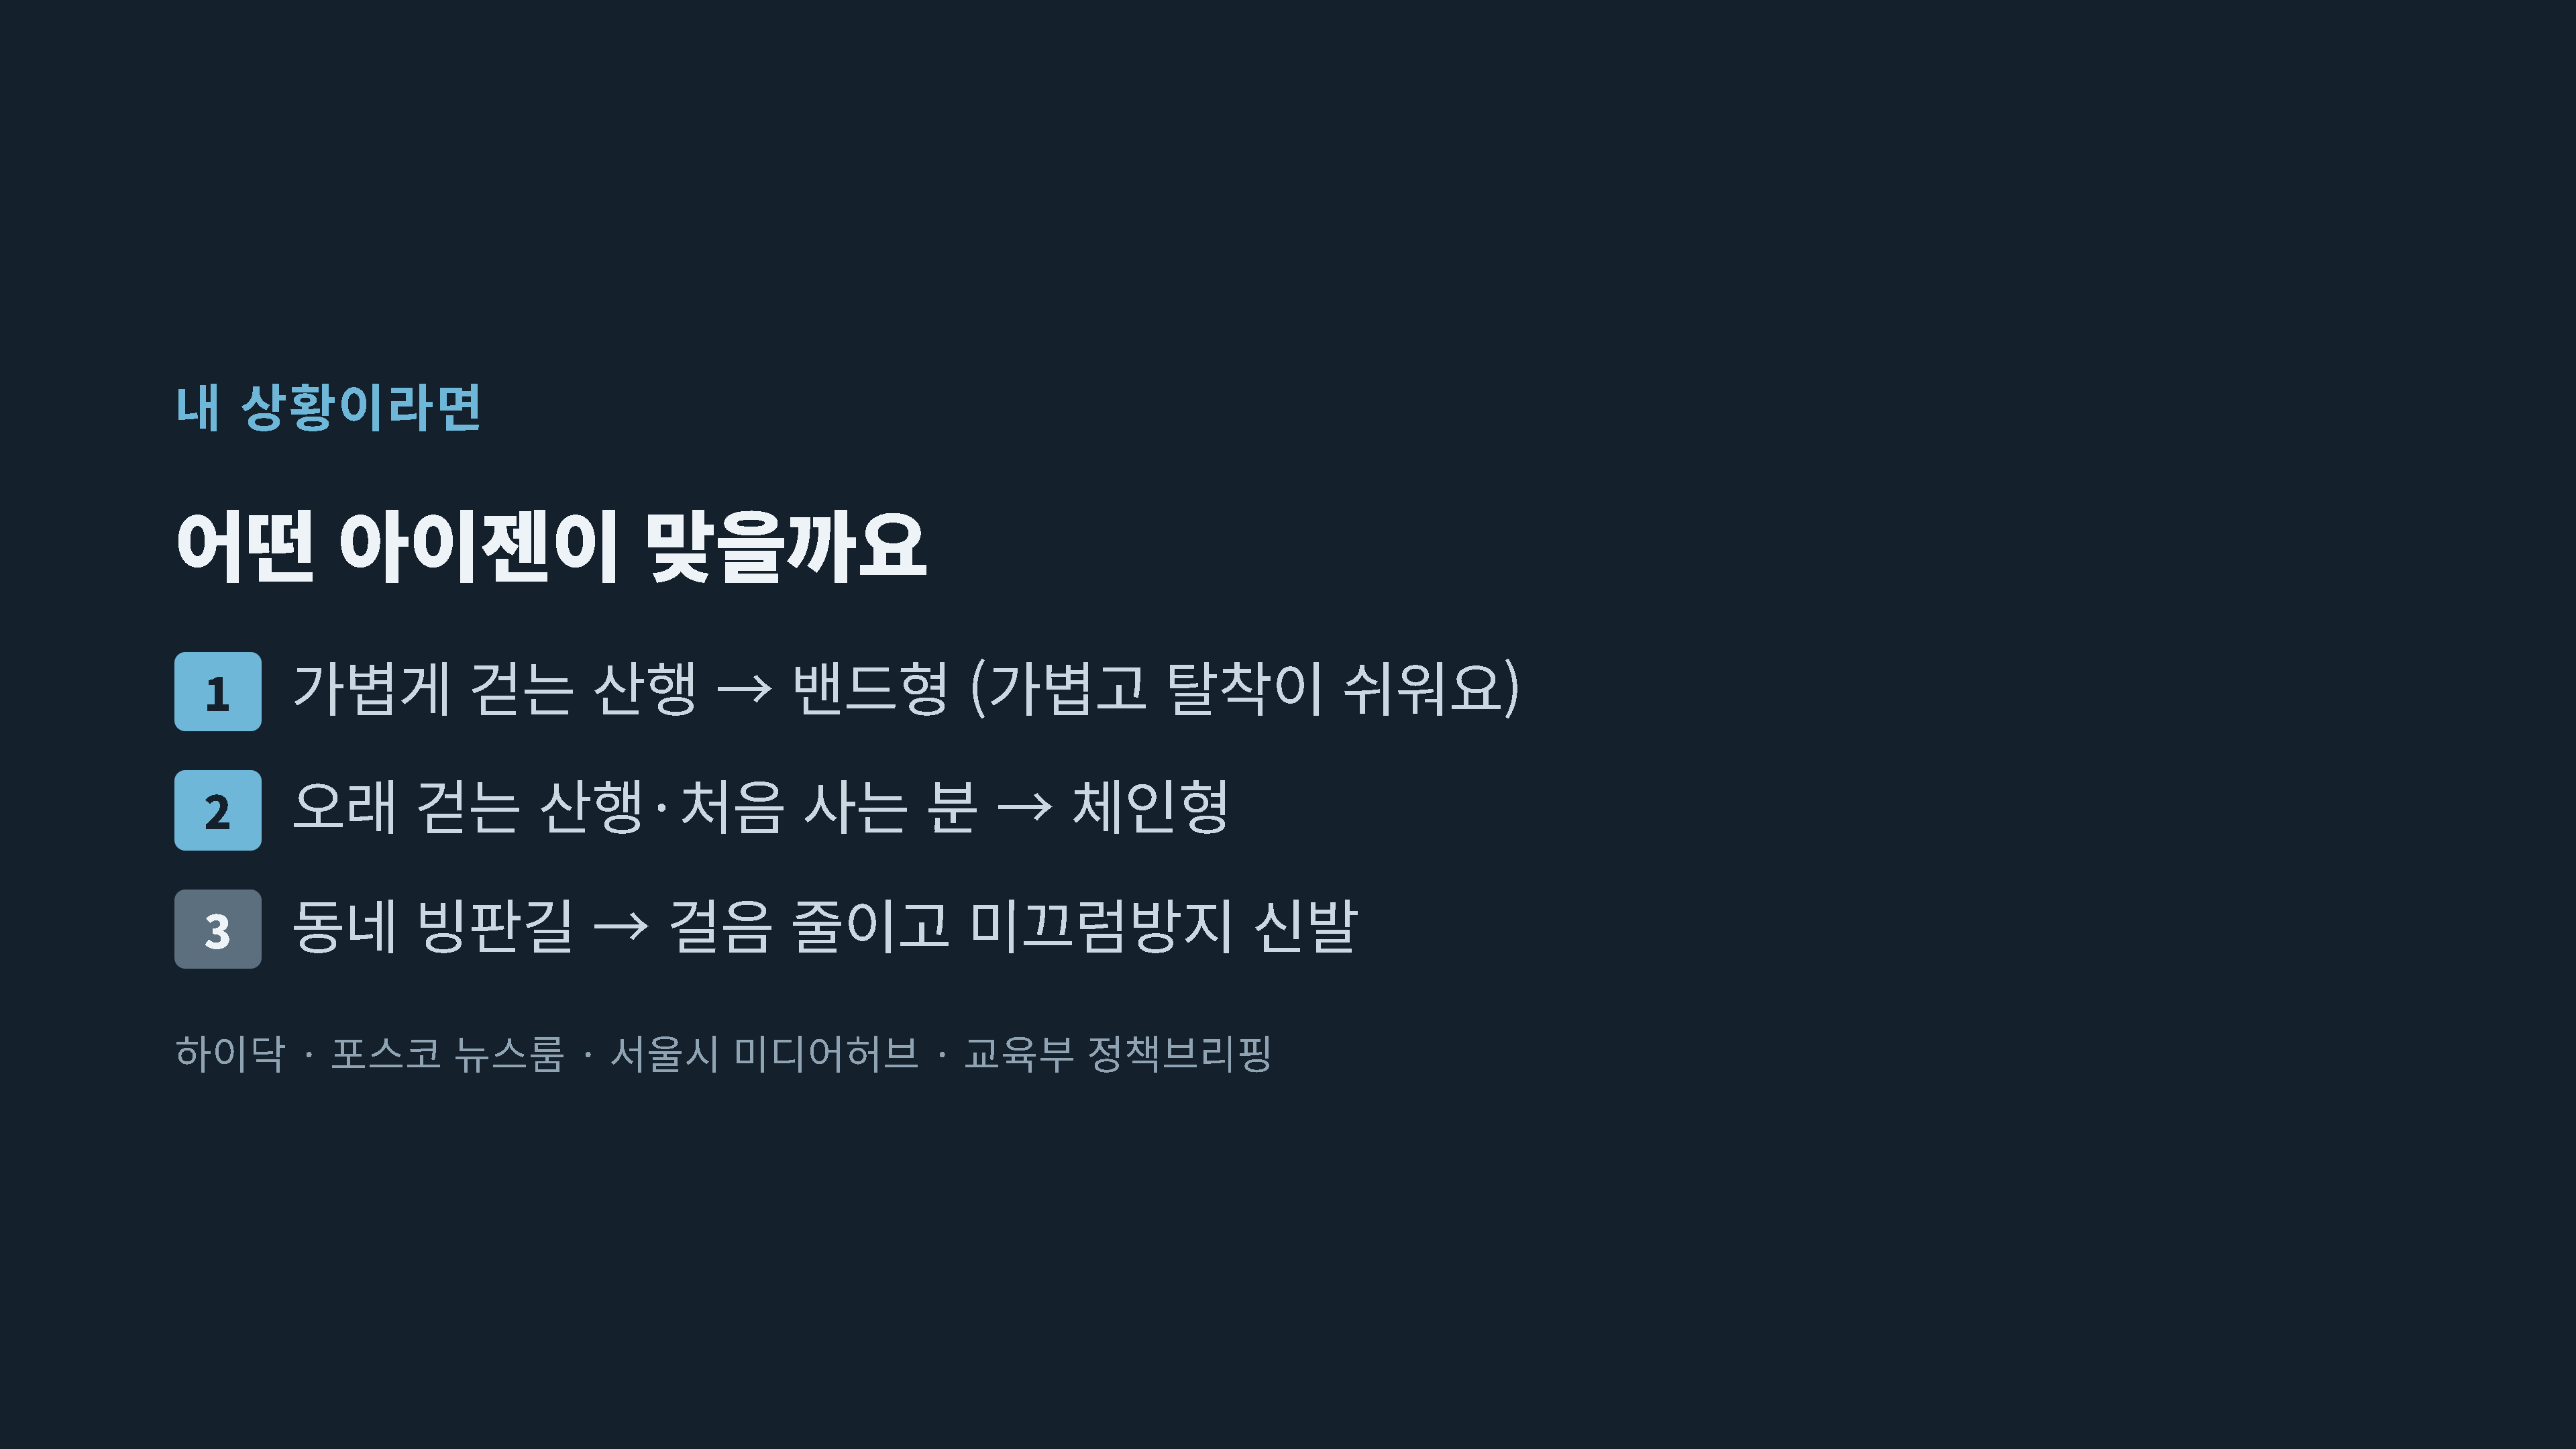 내 상황이라면
어떤 아이젠이 맞을까요
1 가볍게 걷는 산행 → 밴드형 (가볍고 탈착이 쉬워요)
2 오래 걷는 산행·처음 사는 분 → 체인형
3 동네 빙판길 → 걸음 줄이고 미끄럼방지 신발
하이닥 · 포스코 뉴스룸 · 서울시 미디어허브 · 교육부 정책브리핑